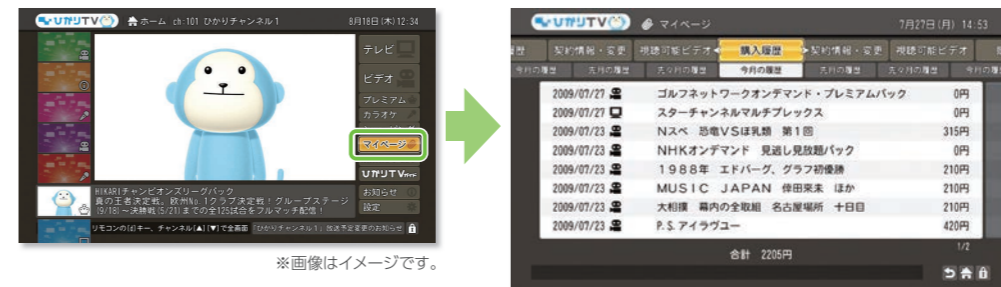 ひかりTV
ホーム ch:101 ひかりチャンネル1
8月18日(木)12:34
テレビ
ビデオ
プレミアム
カラオケ
マイページ
ひかりTVガイド
お知らせ
設定
HIKARIチャンピオンズリーグパック
真の王者決定戦。欧州No.1クラブ決定戦!グループステージ
(9/18)~決勝戦(5/21)までの全125試合をフルマッチ配信!
リモコンの[d]キー、チャンネル[▲][▼]で全画面
「ひかりチャンネル1」放送予定変更のお知らせ
※画像はイメージです。
ひかりTV
マイページ
7月27日(月) 14:53
契約情報・変更 視聴可能ビデオ 購入履歴 契約情報・変更 視聴可能ビデオ
今月の履歴 先月の履歴 先々月の履歴 今月の履歴 先月の履歴 先々月の履歴 今月の履歴
2009/07/27 ゴルフネットワークオンデマンド・プレミアムパック 0円
2009/07/27 スターチャンネルマルチプレックス 0円
2009/07/23 Nスペ 恐竜VSほ乳類 第1回 315円
2009/07/23 NHKオンデマンド 見逃し見放題パック 0円
2009/07/23 1988年 エドバーグ、グラフ初優勝 210円
2009/07/23 MUSIC JAPAN 倖田來未 ほか 210円
2009/07/23 大相撲 幕内の全取組 名古屋場所 十日目 210円
2009/07/23 P.S.アイラヴユー 420円
合計 2205円
1/2